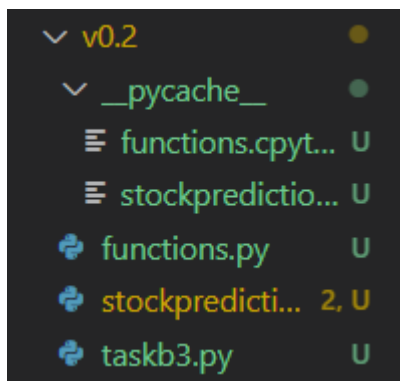 v0.2
__pycache__
functions.cpyt... U
stockpredictio... U
functions.py U
stockpredicti... 2, U
taskb3.py U